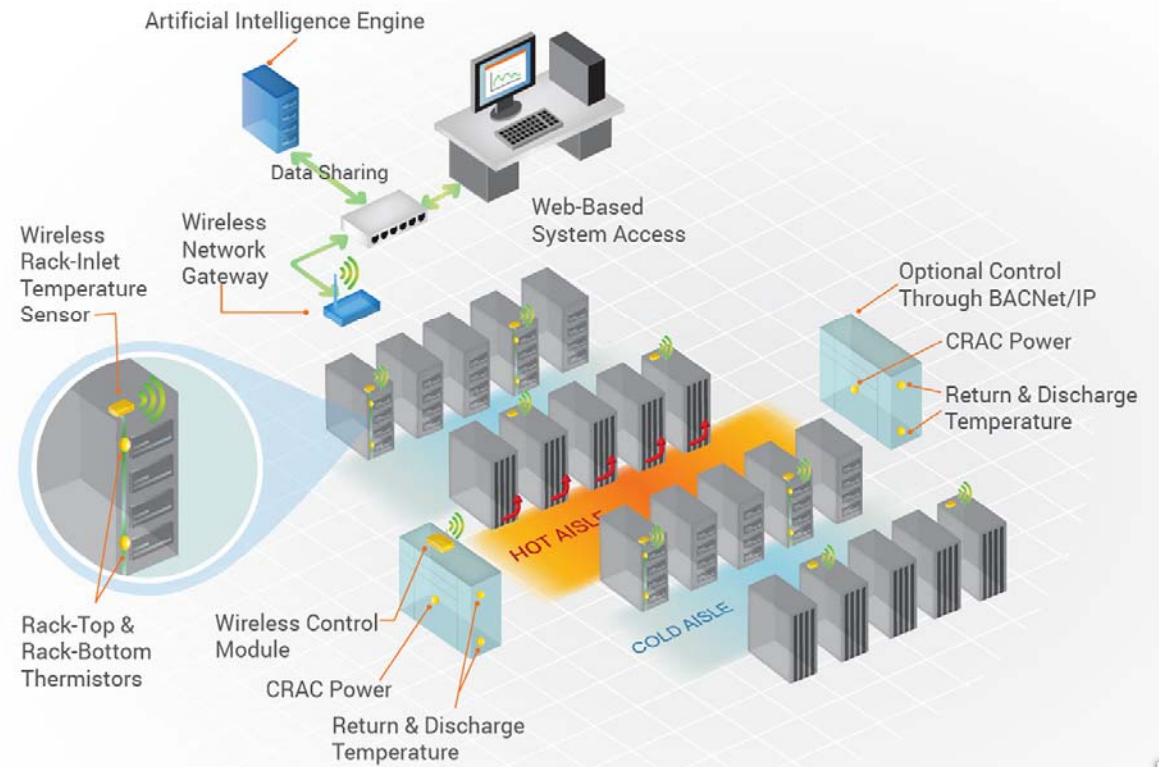 Artificial Intelligence Engine
Data Sharing
Web-Based
System Access
Wireless
Network
Gateway
Wireless
Rack-Inlet
Temperature
Sensor
Optional Control
Through BACNet/IP
CRAC Power
Return & Discharge
Temperature
HOT AISLE
COLD AISLE
Rack-Top &
Rack-Bottom
Thermistors
Wireless Control
Module
CRAC Power
Return & Discharge
Temperature